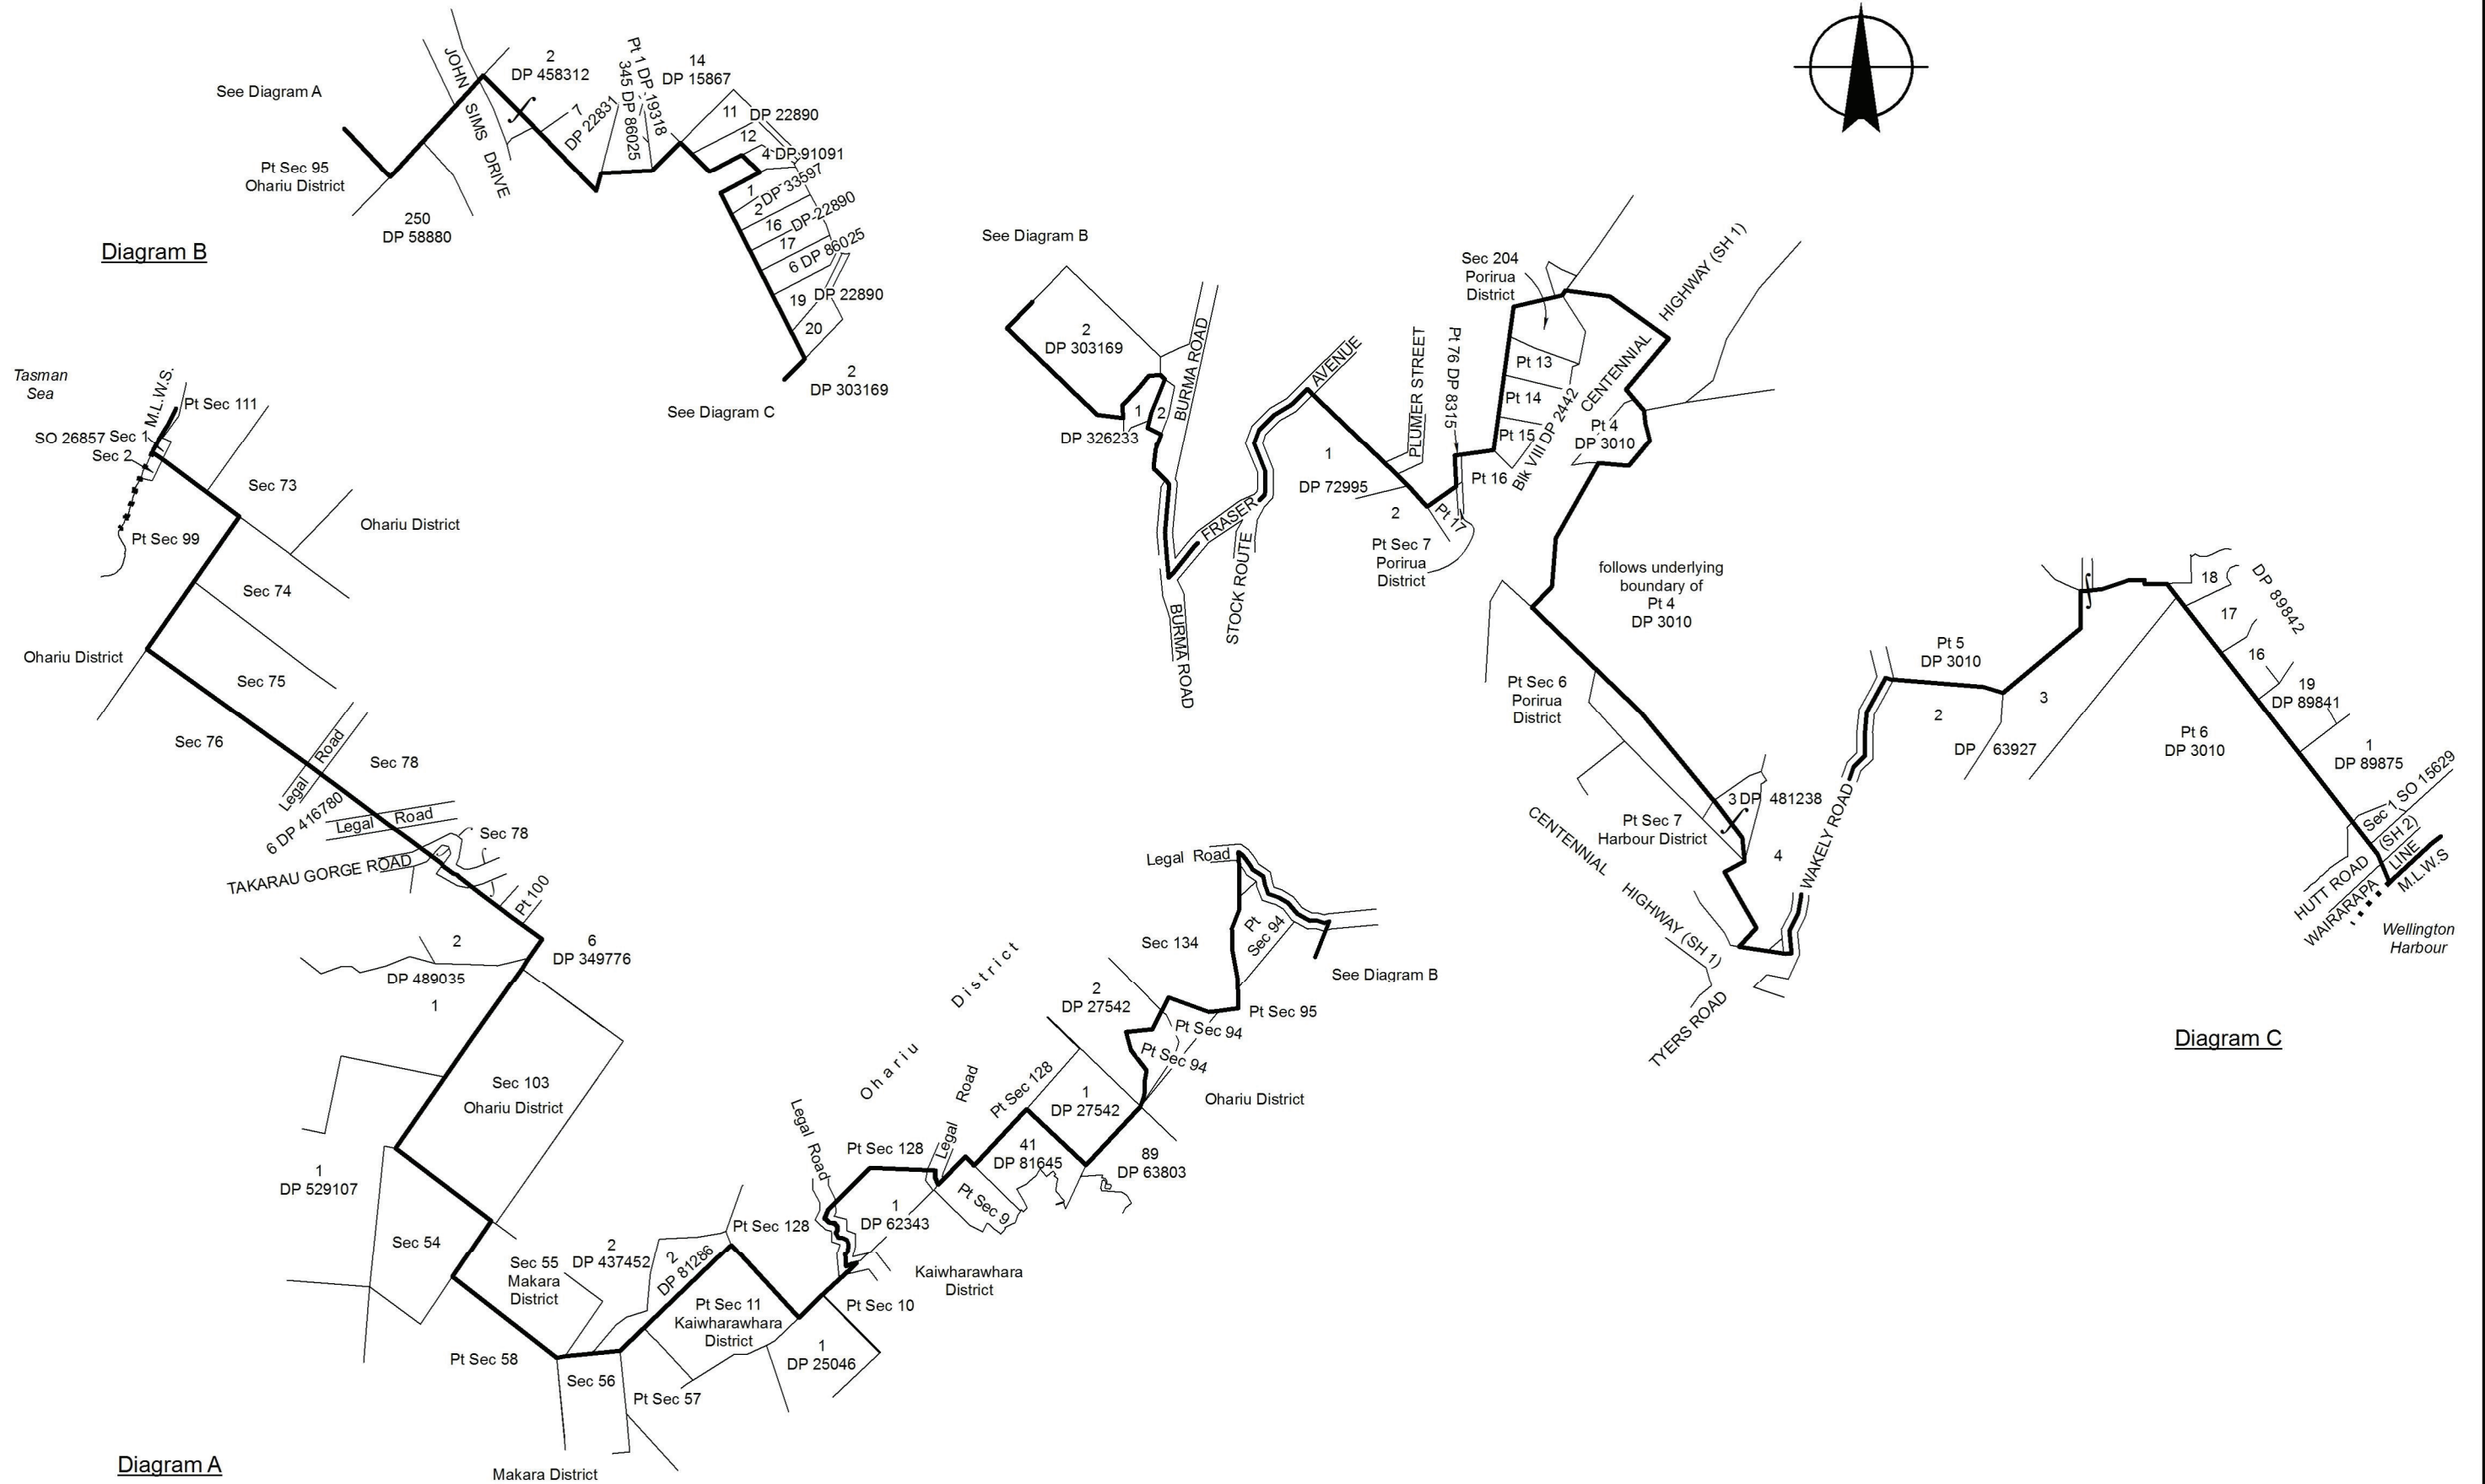 JOHN
SIMS
DRIVE
2
DP 458312
7
DP 22831
345 DP 86025
Pt 1 DP 19318
14
DP 15867
See Diagram A
11
DP 22890
12
4 DP 91091
Pt Sec 95
Ohariu District
1
DP 33597
2
16
DP 22890
17
6 DP 86025
250
DP 58880
Diagram B
19
DP 22890
20
2
DP 303169
See Diagram C
Tasman
Sea
M.L.W.S.
Pt Sec 111
SO 26857
Sec 1
Sec 2
Sec 73
Ohariu District
Pt Sec 99
Sec 74
Ohariu District
Sec 75
Sec 76
Legal Road
Sec 78
6 DP 416780
Legal Road
Sec 78
TAKARAU GORGE ROAD
Pt 100
2
6
DP 349776
DP 489035
1
Sec 103
Ohariu District
1
DP 529107
Sec 54
Sec 55
Makara
District
2
DP 437452
2
DP 81286
Pt Sec 128
Pt Sec 11
Kaiwharawhara
District
Pt Sec 58
Sec 56
Pt Sec 57
1
DP 25046
Pt Sec 10
Kaiwharawhara
District
Makara District
Diagram A
Legal Road
Pt Sec 128
1
DP 62343
Legal Road
Pt Sec 9
Ohariu District
Pt Sec 128
41
DP 81645
1
DP 27542
89
DP 63803
2
DP 27542
Pt Sec 94
Pt Sec 94
Ohariu District
Pt Sec 95
Sec 134
Pt
Sec 94
Legal Road
See Diagram B
See Diagram B
2
DP 303169
1
2
DP 326233
BURMA ROAD
BURMA ROAD
FRASER
AVENUE
STOCK ROUTE
1
DP 72995
2
PLUMER STREET
Pt 76 DP 8315
Pt 17
Pt Sec 7
Porirua
District
Sec 204
Porirua
District
Pt 13
Pt 14
Pt 15
Pt 16
Blk VIII DP 2442
CENTENNIAL
HIGHWAY (SH 1)
Pt 4
DP 3010
follows underlying
boundary of
Pt 4
DP 3010
Pt Sec 6
Porirua
District
3 DP 481238
Pt Sec 7
Harbour District
4
CENTENNIAL
HIGHWAY (SH 1)
TYERS ROAD
WAKELY ROAD
Pt 5
DP 3010
2
3
DP 63927
Pt 6
DP 3010
18
17
DP 89842
16
19
DP 89841
1
DP 89875
Sec 1 SO 15629
HUTT ROAD
(SH 2)
WAIRARAPA
LINE
M.L.W.S
Wellington
Harbour
Diagram C